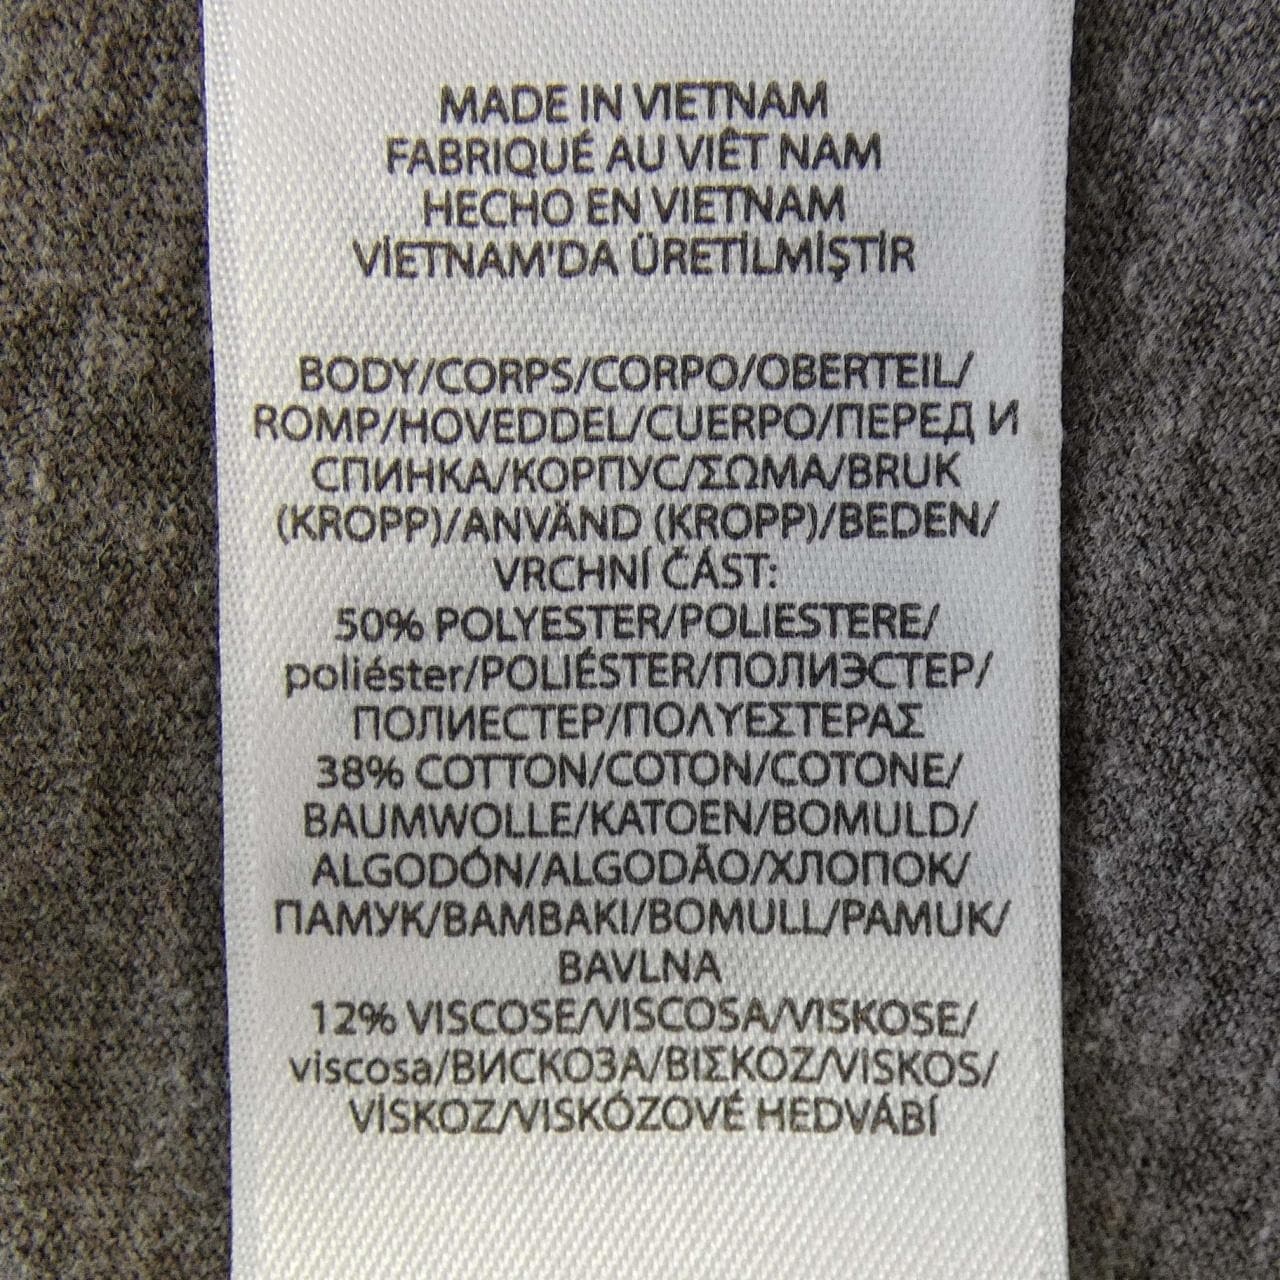 MADE IN VIETNAM
FABRIQUÉ AU VIÊT NAM
HECHO EN VIETNAM
VİETNAM'DA ÜRETİLMİŞTİR
BODY/CORPS/CORPO/OBERTEIL/
ROMP/HOVEDDEL/CUERPO/ПЕРЕД И
СПИНКА/КОРПУС/ΣΩΜΑ/BRUK
(KROPP)/ANVÄND (KROPP)/BEDEN/
VRCHNÍ ČÁST:
50% POLYESTER/POLIESTERE/
poliéster/POLIÉSTER/ПОЛИЭСТЕР/
ПОЛИЕСТЕР/ΠΟΛΥΕΣΤΕΡΑΣ
38% COTTON/COTON/COTONE/
BAUMWOLLE/KATOEN/BOMULD/
ALGODÓN/ALGODÃO/ХЛОПОК/
ПАМУК/BAMBAKI/BOMULL/PAMUK/
BAVLNA
12% VISCOSE/VISCOSA/VISKOSE/
viscosa/ВИСКОЗА/ΒΙΣΚΟΖ/VISKOS/
VİSKOZ/VISKÓZOVÉ HEDVÁBÍ